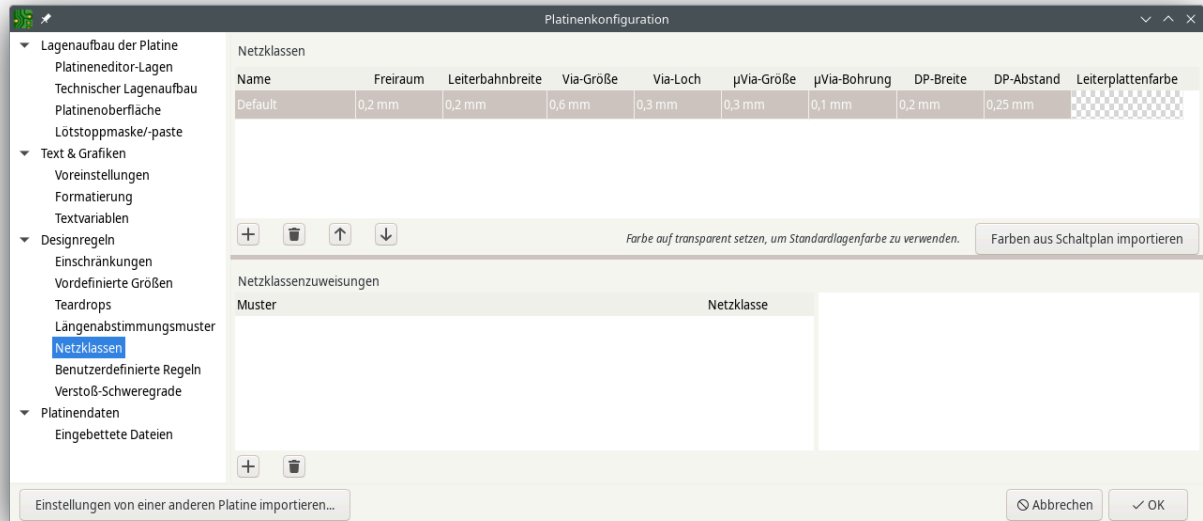 Platinenkonfiguration
Lagenaufbau der Platine
Platineneditor-Lagen
Technischer Lagenaufbau
Platinenoberfläche
Lötstoppmaske/-paste
Text & Grafiken
Voreinstellungen
Formatierung
Textvariablen
Designregeln
Einschränkungen
Vordefinierte Größen
Teardrops
Längenabstimmungsmuster
Netzklassen
Benutzerdefinierte Regeln
Verstoß-Schweregrade
Platinendaten
Eingebettete Dateien
Netzklassen
Name Freiraum Leiterbahnbreite Via-Größe Via-Loch µVia-Größe µVia-Bohrung DP-Breite DP-Abstand Leiterplattenfarbe
Default 0,2 mm 0,2 mm 0,6 mm 0,3 mm 0,3 mm 0,1 mm 0,2 mm 0,25 mm
Farbe auf transparent setzen, um Standardlagenfarbe zu verwenden. Farben aus Schaltplan importieren
Netzklassenzuweisungen
Muster Netzklasse
Einstellungen von einer anderen Platine importieren... Abbrechen OK